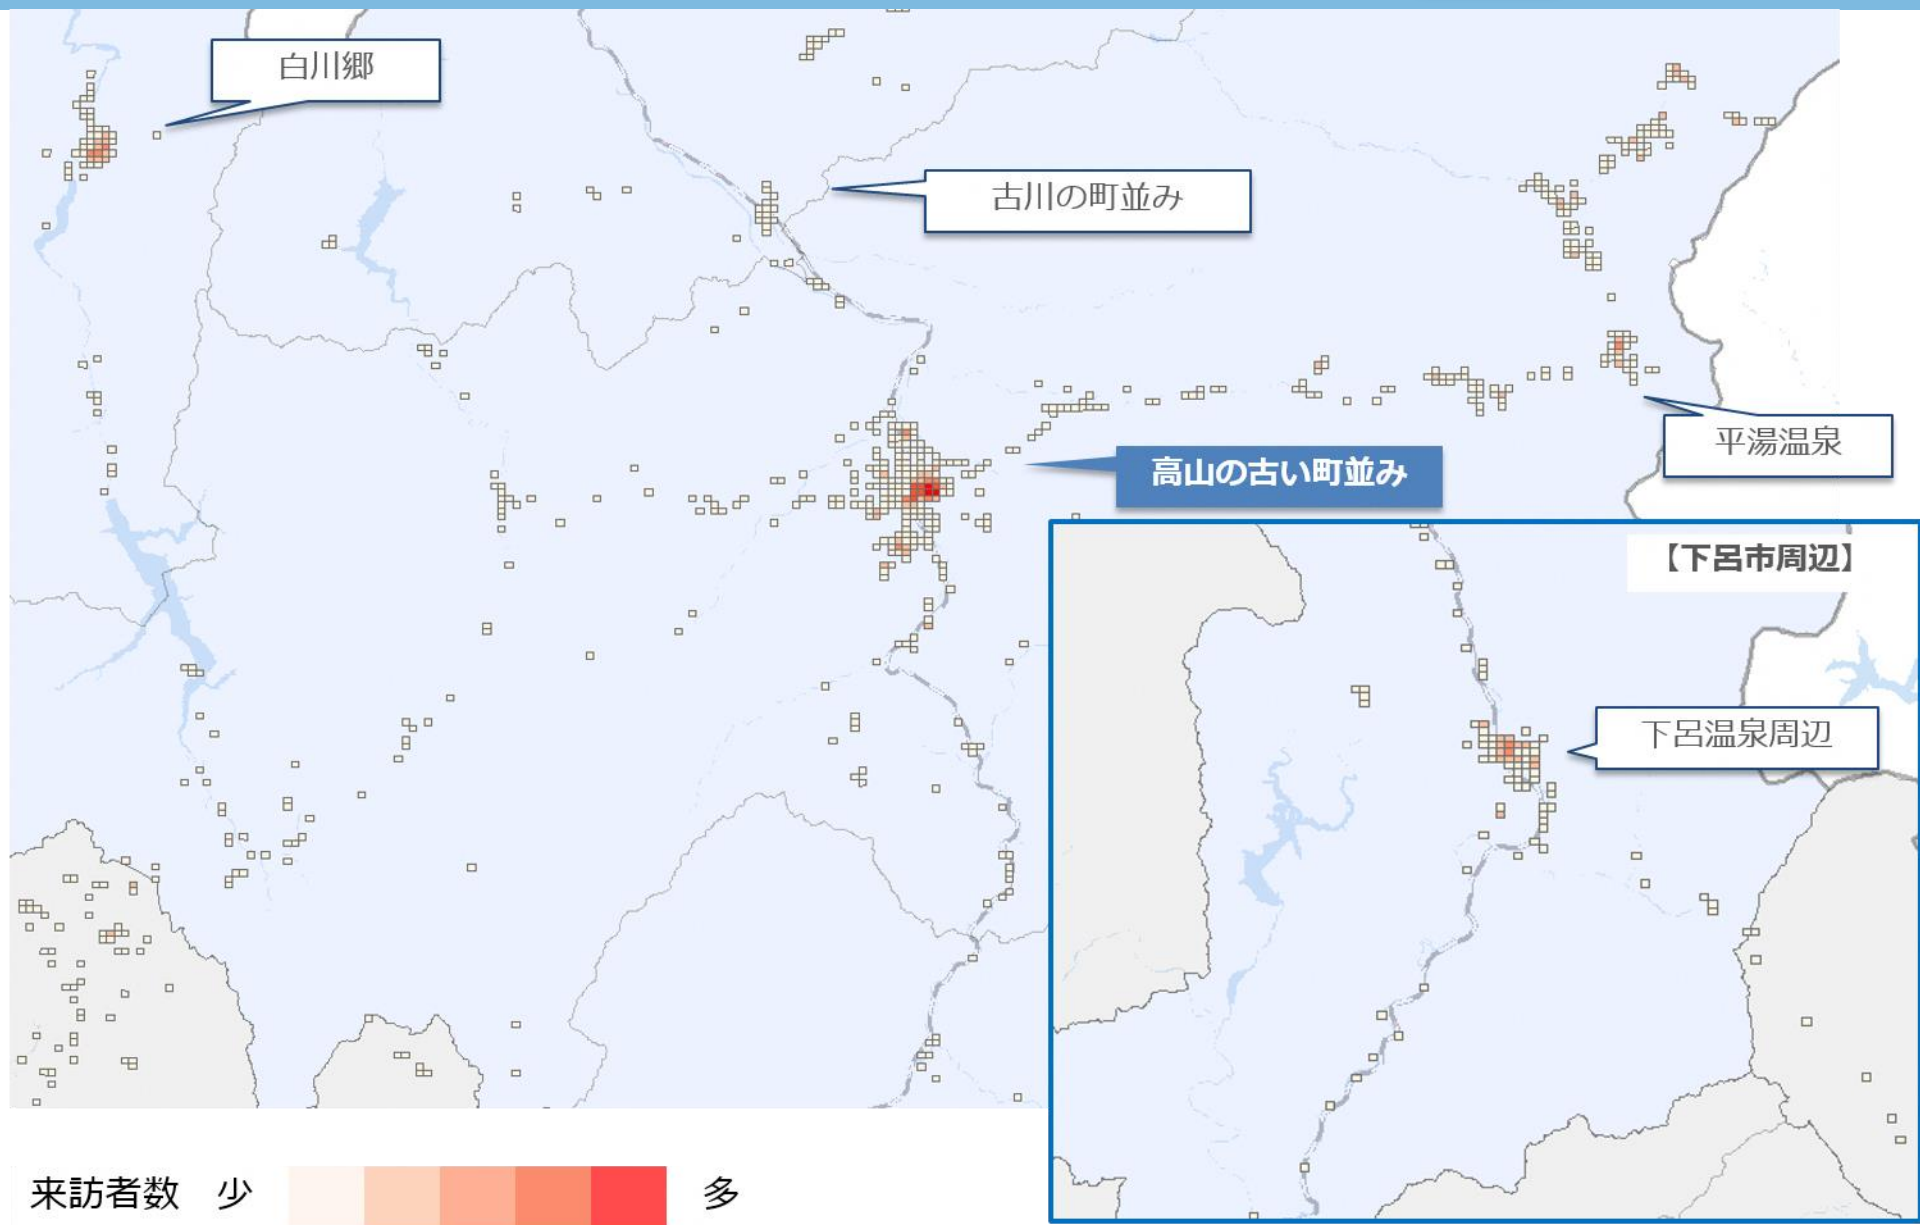 白川郷
古川の町並み
平湯温泉
高山の古い町並み
【下呂市周辺】
下呂温泉周辺
来訪者数 少 多